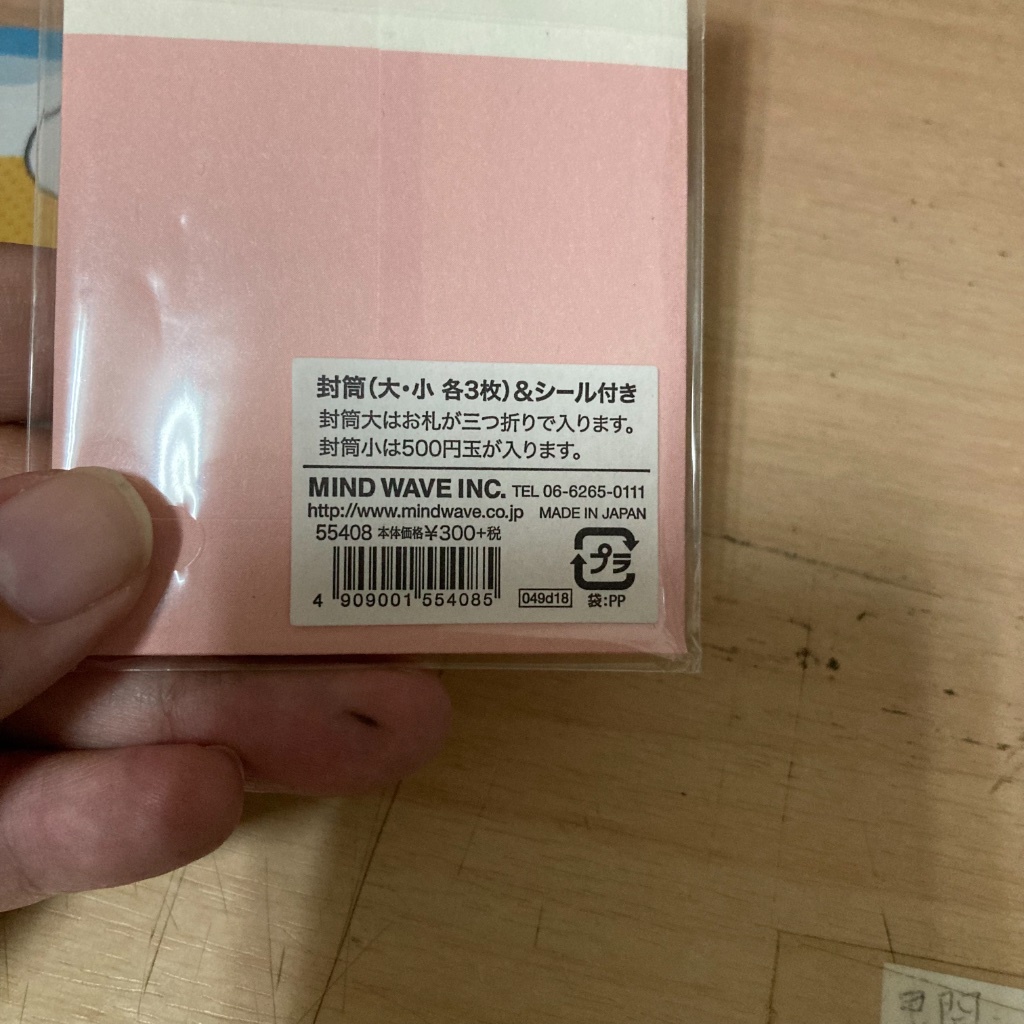 封筒(大・小 各3枚)&シール付き
封筒大はお札が三つ折りで入ります。
封筒小は500円玉が入ります。
MIND WAVE INC. TEL 06-6265-0111
http://www.mindwave.co.jp MADE IN JAPAN
55408 本体価格¥300+税
プラ
4 909001 554085 049d18 袋:PP